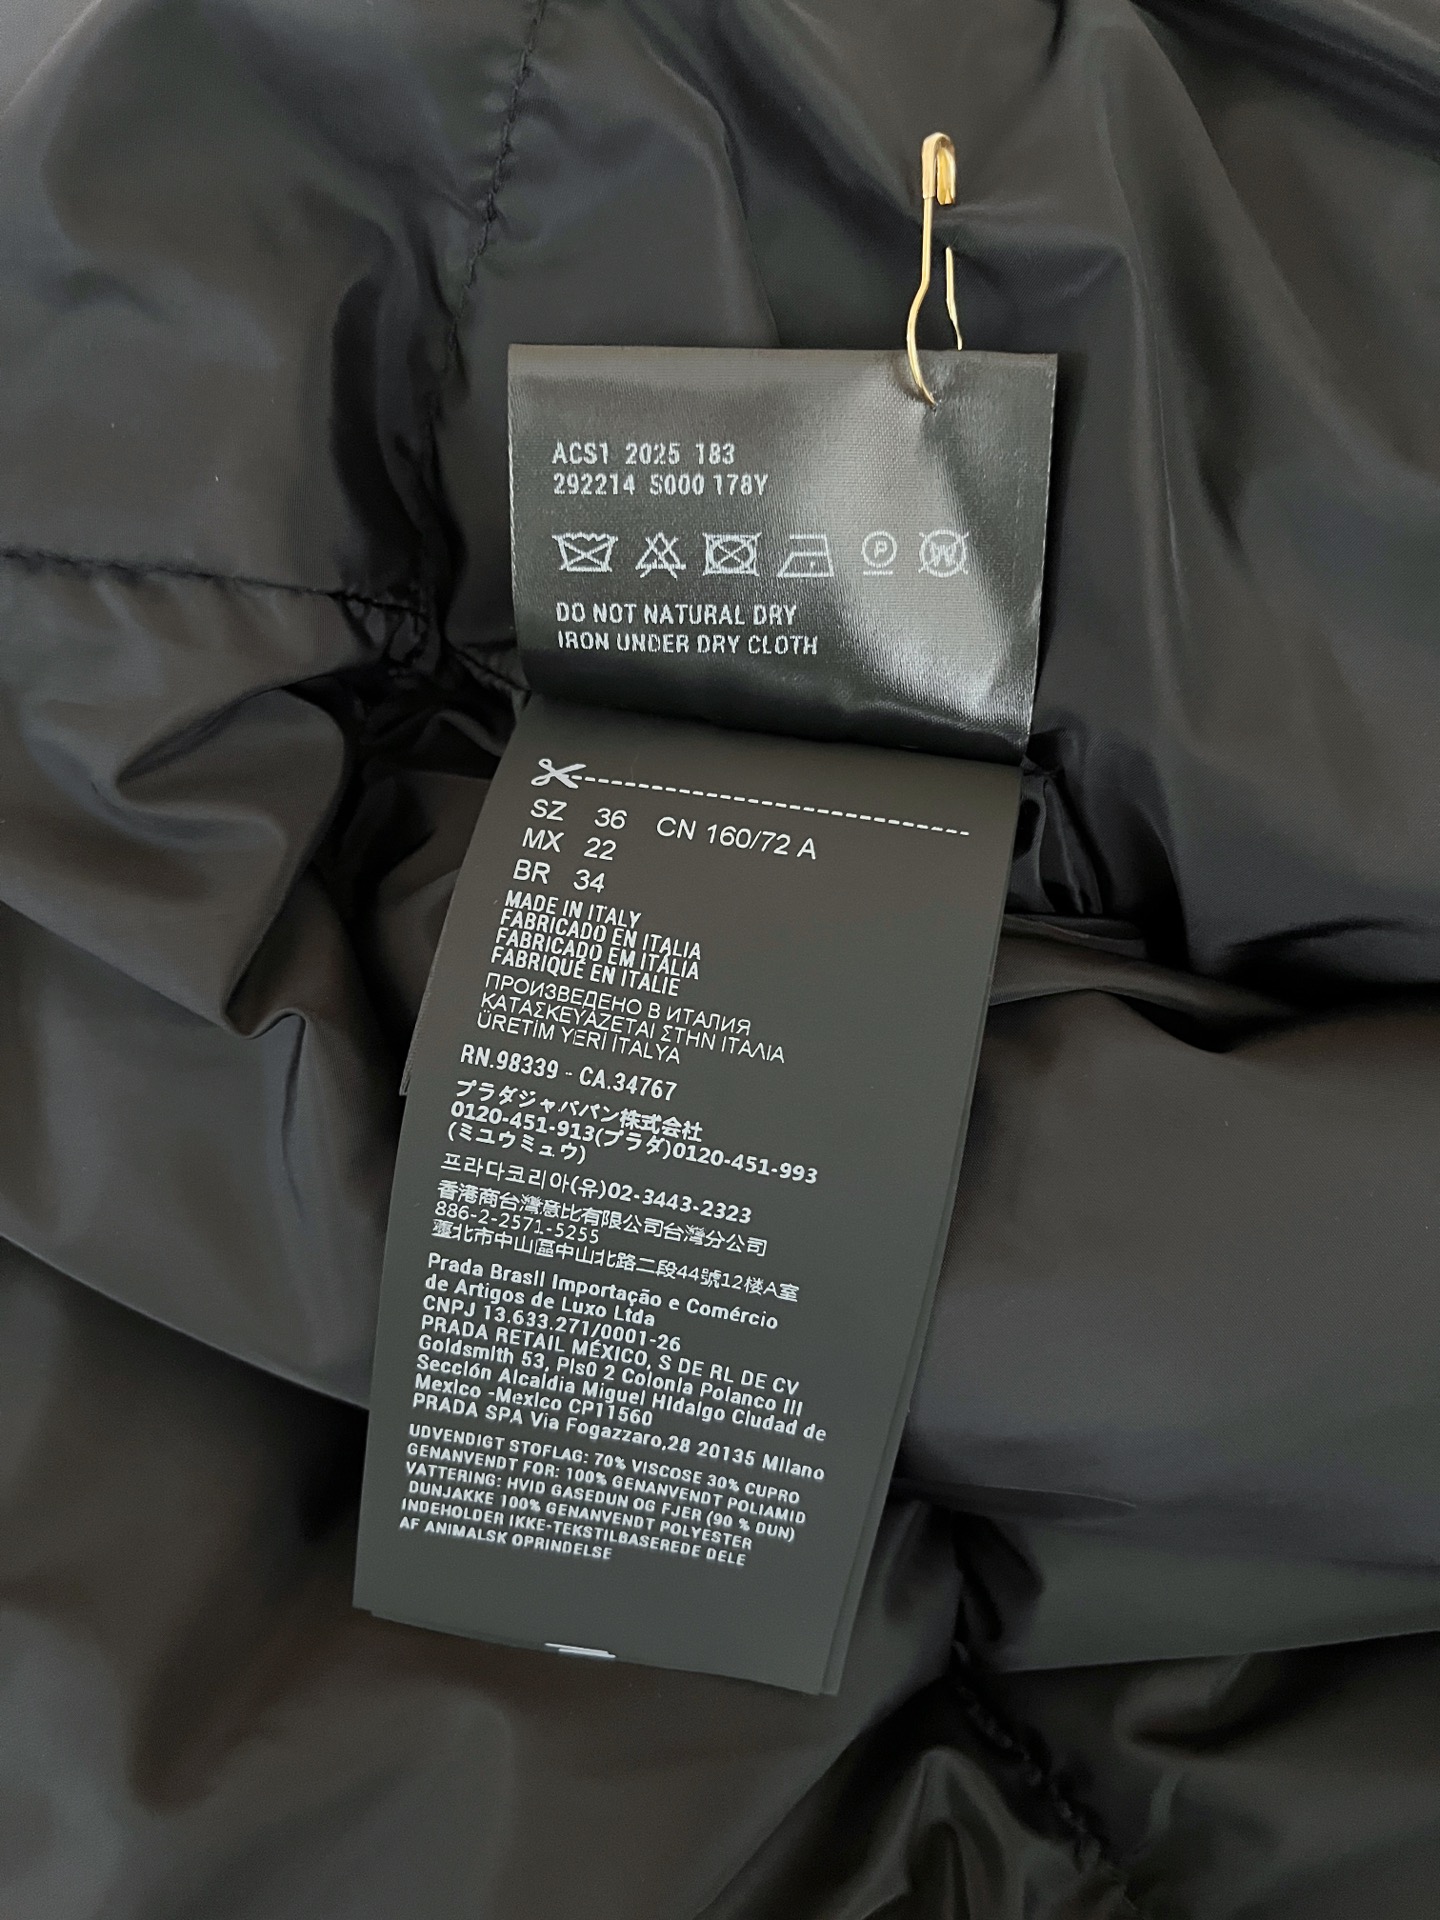 ACS1 2025 183
292214 S000 178Y
P W
DO NOT NATURAL DRY
IRON UNDER DRY CLOTH
SZ 36 CN 160/72 A
MX 22
BR 34
MADE IN ITALY
FABRICADO EN ITALIA
FABRICADO EM ITÁLIA
FABRIQUÉ EN ITALIE
ПРОИЗВЕДЕНО В ИТАЛИЯ
ΚΑΤΑΣΚΕΥΑΖΕΤΑΙ ΣΤΗΝ ΙΤΑΛΙΑ
ÜRETİM YERİ İTALYA
RN.98339 - CA.34767
プラダジャパバン株式会社
0120-451-913(プラダ)0120-451-993
(ミユウミュウ)
프라다코리아(유)02-3443-2323
香港商台灣意比有限公司台灣分公司
886-2-2571-5255
臺北市中山區中山北路二段44號12楼A室
Prada Brasil Importação e Comércio
de Artigos de Luxo Ltda
CNPJ 13.633.271/0001-26
PRADA RETAIL MÉXICO, S DE RL DE CV
Goldsmith 53, Pis0 2 Colonia Polanco III
Sección Alcaldia Miguel Hidalgo Ciudad de
Mexico -Mexico CP11560
PRADA SPA Via Fogazzaro,28 20135 Milano
UDVENDIGT STOFLAG: 70% VISCOSE 30% CUPRO
GENANVENDT FOR: 100% GENANVENDT POLIAMID
VATTERING: HVID GASEDUN OG FJER (90 % DUN)
DUNJAKKE 100% GENANVENDT POLYESTER
INDEHOLDER IKKE-TEKSTILBASEREDE DELE
AF ANIMALSK OPRINDELSE